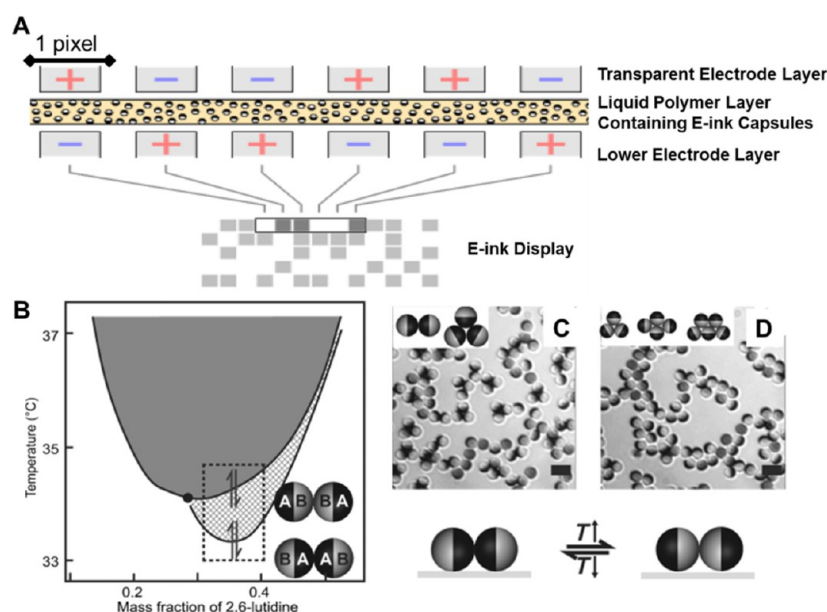 A
1 pixel
+ − − + + −
Transparent Electrode Layer
Liquid Polymer Layer
Containing E-ink Capsules
− + + − − +
Lower Electrode Layer
E-ink Display
B
37
35
33
Temperature (°C)
0.2 0.4
Mass fraction of 2,6-lutidine
A B B A
B A A B
C
D
T↑
T↓